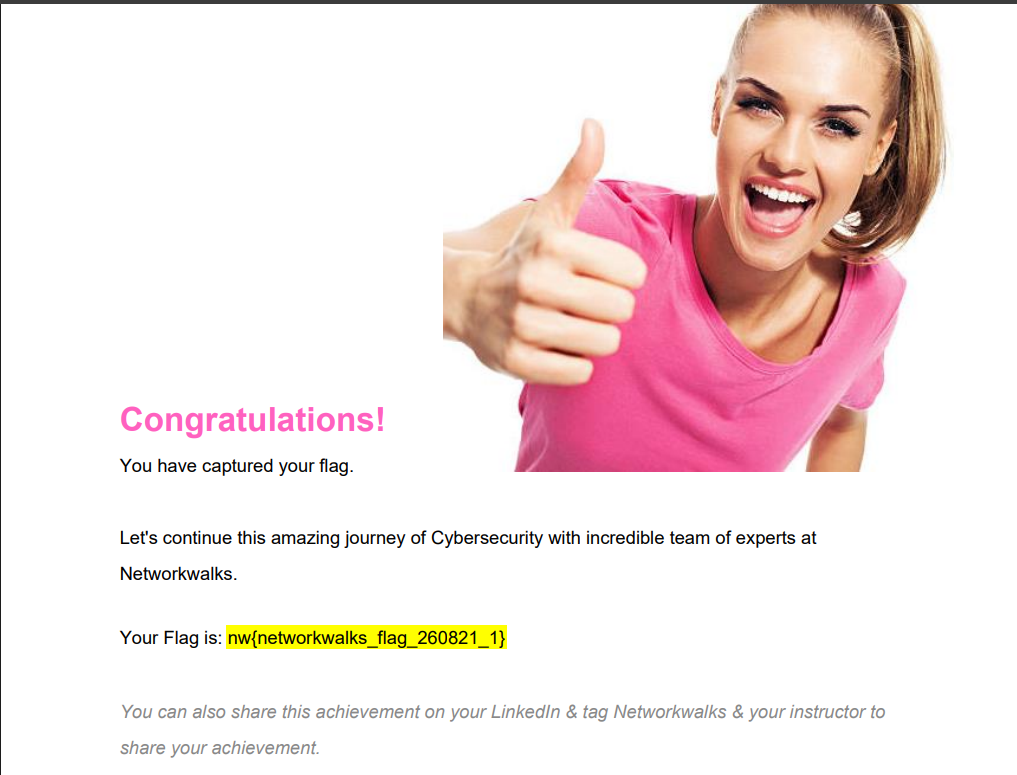 Congratulations!
You have captured your flag.
Let's continue this amazing journey of Cybersecurity with incredible team of experts at
Networkwalks.
Your Flag is: nw{networkwalks_flag_260821_1}
You can also share this achievement on your LinkedIn & tag Networkwalks & your instructor to
share your achievement.